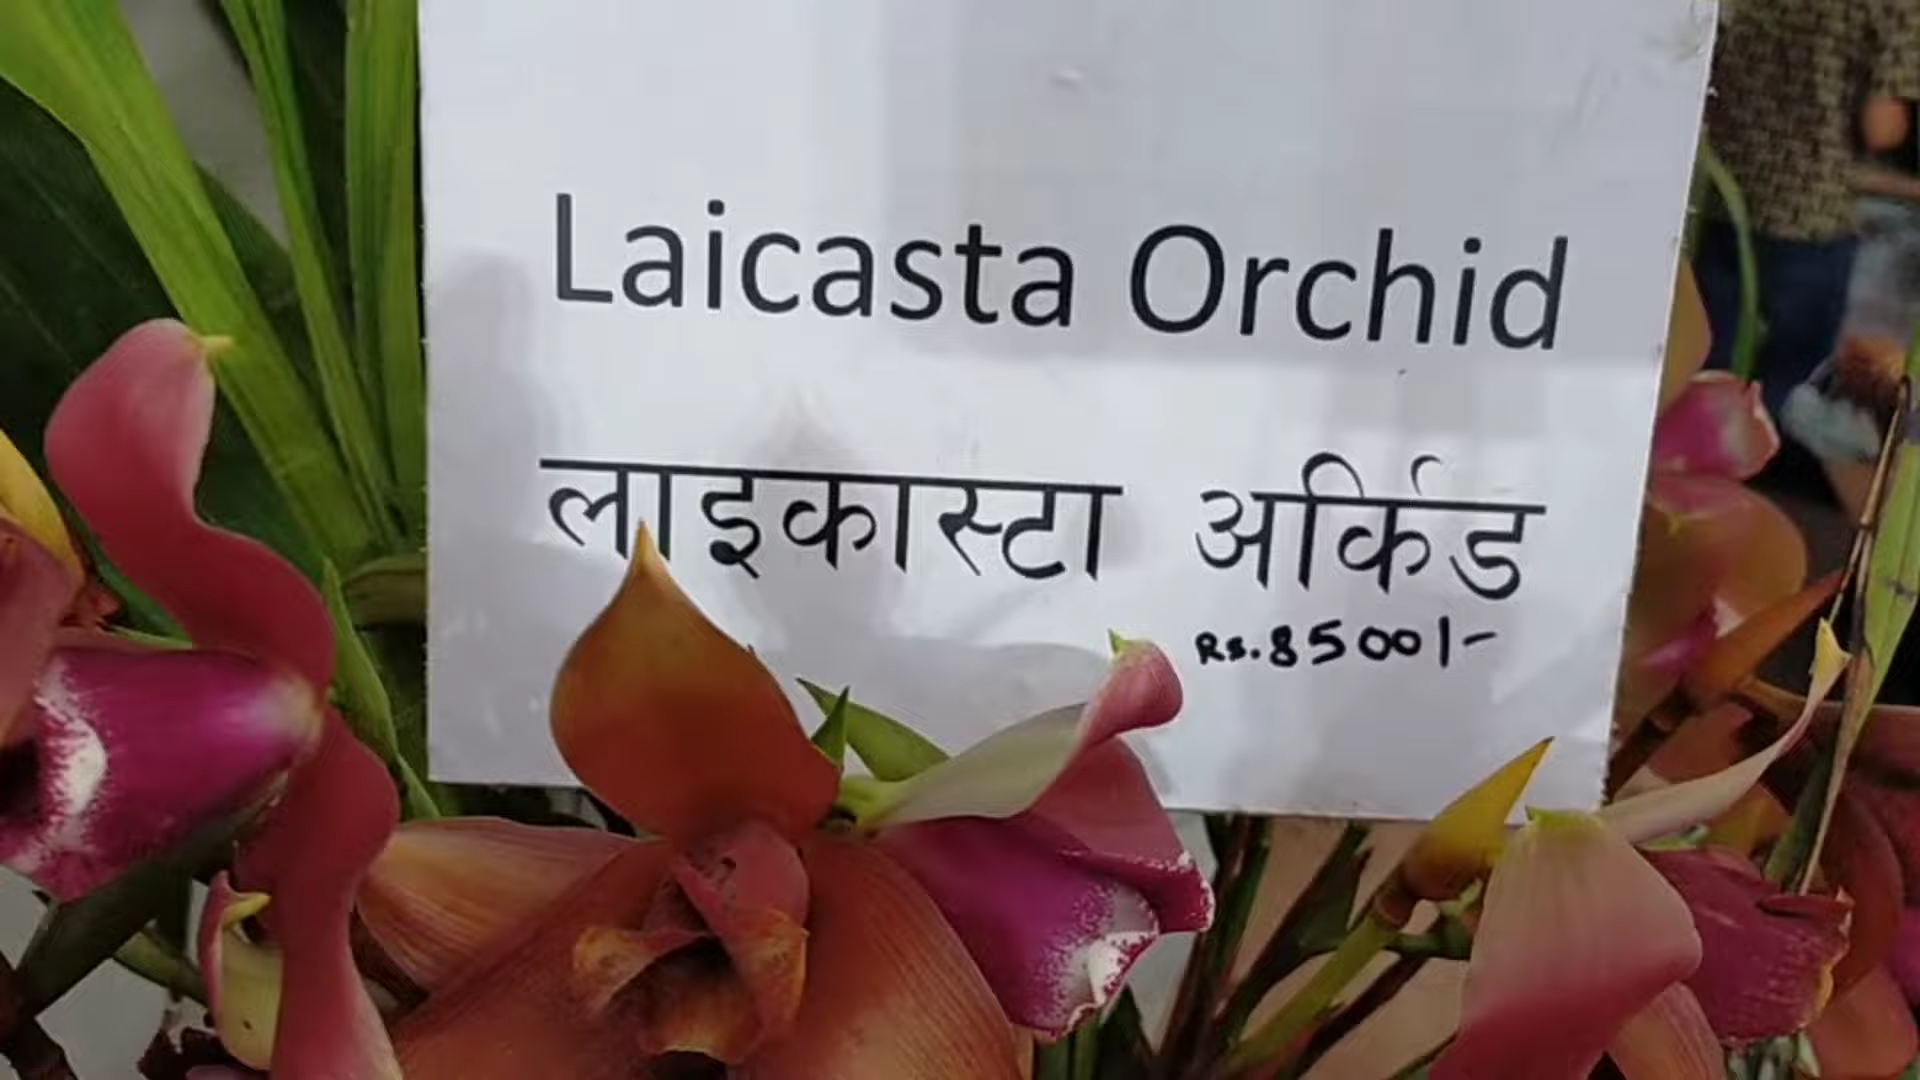 Laicasta Orchid
लाइकास्टा अर्किड
Rs. 8500/-